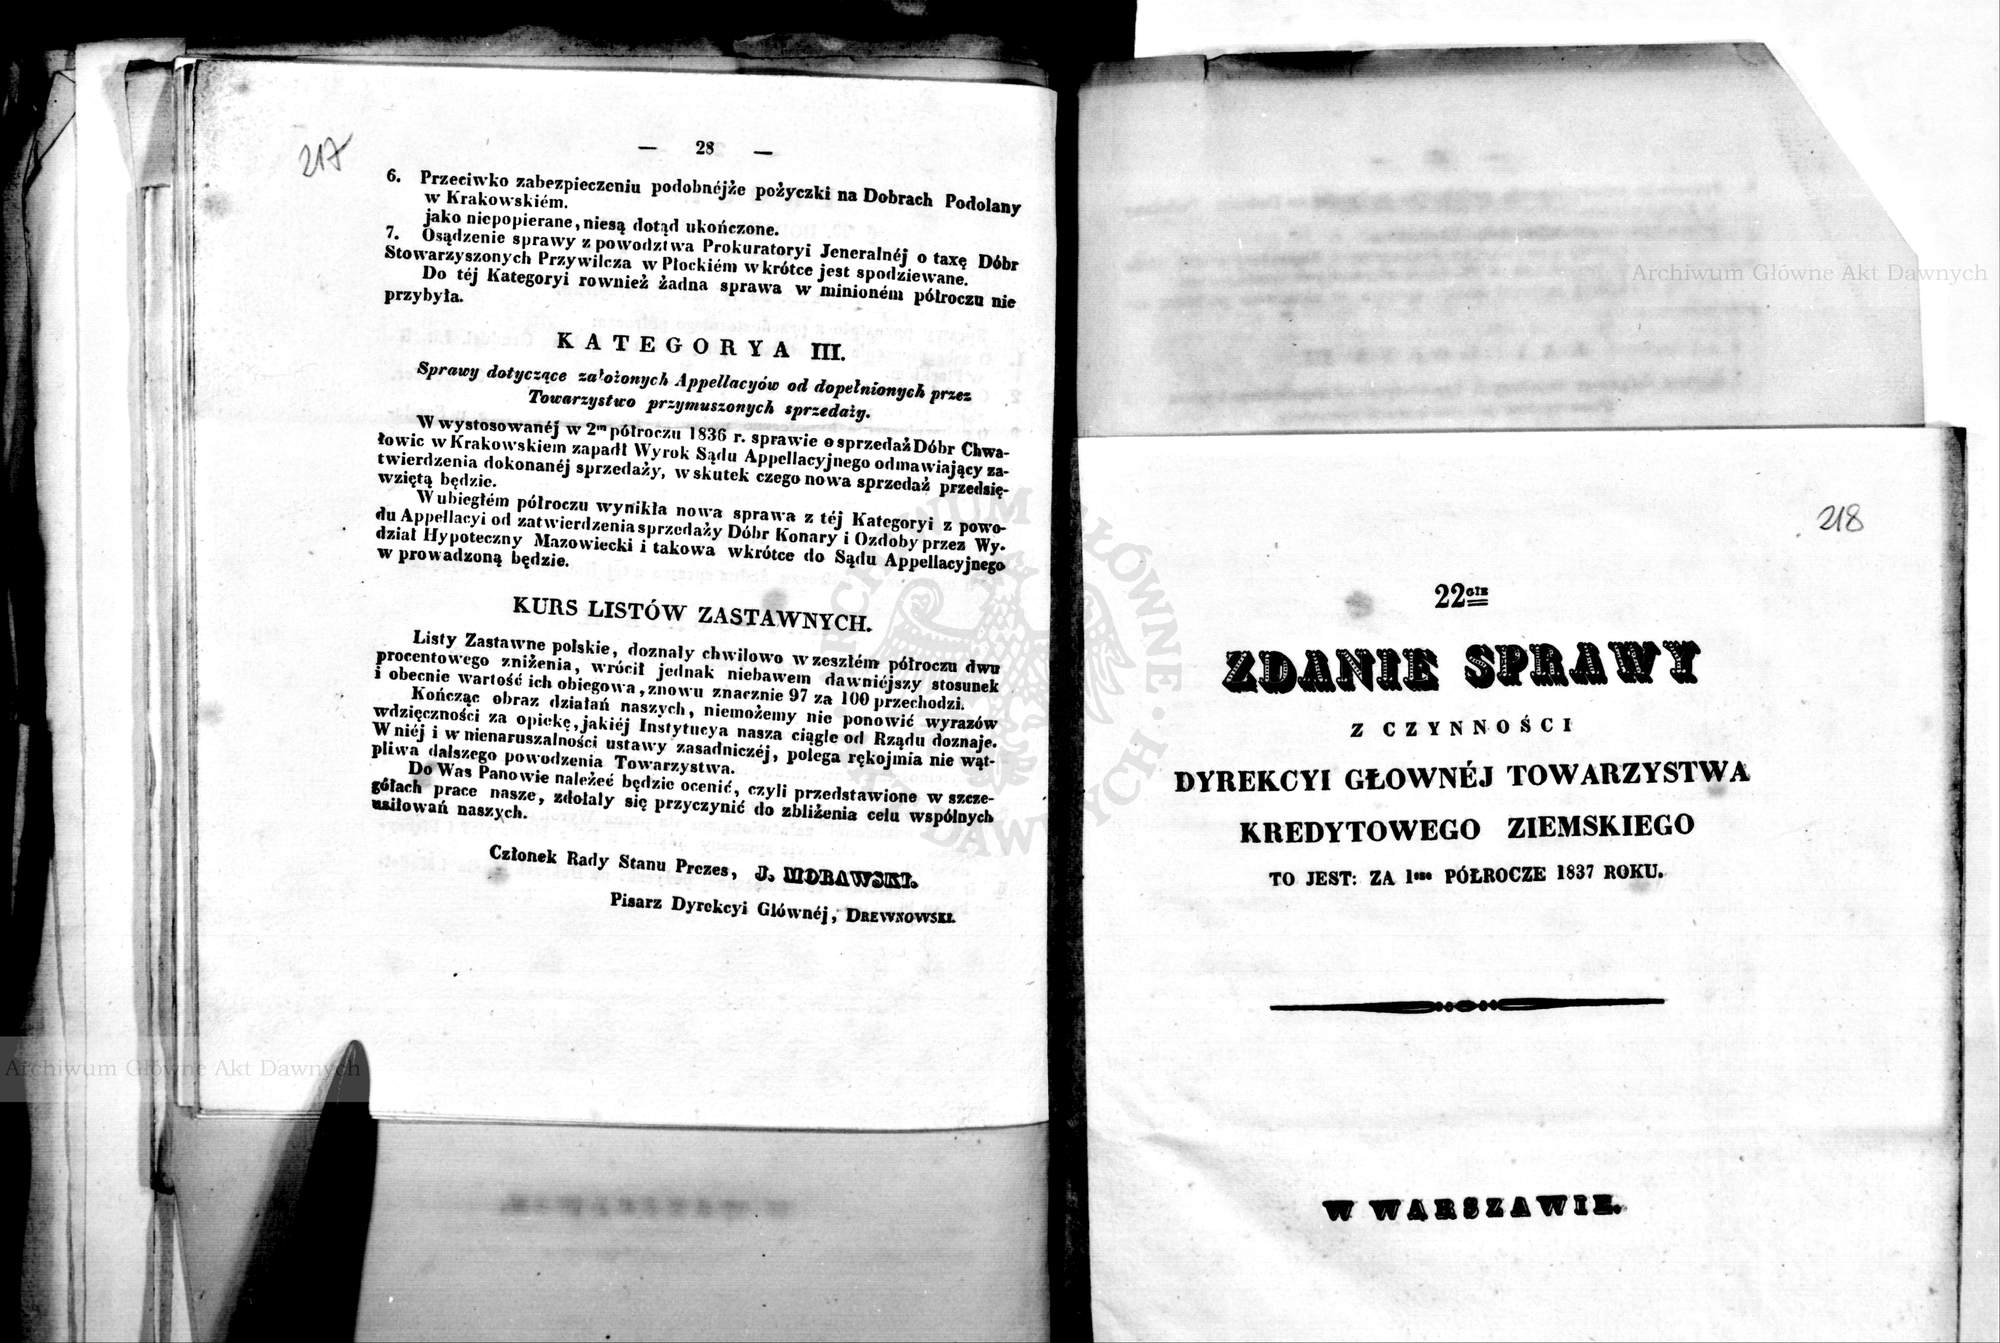 217
— 28 —
6. Przeciwko zabezpieczeniu podobnéjże pożyczki na Dobrach Podolany
w Krakowskiém.
jako niepopierane, niesą dotąd ukończone.
7. Osądzenie sprawy z powodztwa Prokuratoryi Jeneralnéj o taxę Dóbr
Stowarzyszonych Przywilcza w Płockiém wkrótce jest spodziewane.
Do téj Kategoryi rownież żadna sprawa w minioném półroczu nie
przybyła.
KATEGORYA III.
Sprawy dotyczące założonych Appellacyów od dopełnionych przez
Towarzystwo przymuszonych sprzedaży.
W wystosowanéj w 2m półroczu 1836 r. sprawie o sprzedaż Dóbr Chwa-
łowic w Krakowskiem zapadł Wyrok Sądu Appellacyjnego odmawiający za-
twierdzenia dokonanéj sprzedaży, w skutek czego nowa sprzedaż przedsię-
wziętą będzie.
W ubiegłém półroczu wynikła nowa sprawa z téj Kategoryi z powo-
du Appellacyi od zatwierdzenia sprzedaży Dóbr Konary i Ozdoby przez Wy-
dział Hypoteczny Mazowiecki i takowa wkrótce do Sądu Appellacyjnego
w prowadzoną będzie.
KURS LISTÓW ZASTAWNYCH.
Listy Zastawne polskie, doznały chwilowo w zeszłém półroczu dwu
procentowego zniżenia, wrócił jednak niebawem dawniéjszy stosunek
i obecnie wartość ich obiegowa, znowu znacznie 97 za 100 przechodzi.
Kończąc obraz działań naszych, niemożemy nie ponowić wyrazów
wdzięczności za opiekę, jakiéj Instytucya nasza ciągle od Rządu doznaje.
W niéj i w nienaruszalności ustawy zasadniczéj, polega rękojmia nie wąt-
pliwa dalszego powodzenia Towarzystwa.
Do Was Panowie należeć będzie ocenić, czyli przedstawione w szcze-
gółach prace nasze, zdołały się przyczynić do zbliżenia celu wspólnych
usiłowań naszych.
Członek Rady Stanu Prezes, J. MORAWSKI.
Pisarz Dyrekcyi Głównéj, DREWNOWSKI.
218
22GIE
ZDANIE SPRAWY
Z CZYNNOŚCI
DYREKCYI GŁOWNÉJ TOWARZYSTWA
KREDYTOWEGO ZIEMSKIEGO
TO JEST: ZA 1sze PÓŁROCZE 1837 ROKU.
W WARSZAWIE.
Archiwum Główne Akt Dawnych
Archiwum Główne Akt Dawnych
ARCHIWUM GŁÓWNE AKT DAWNYCH